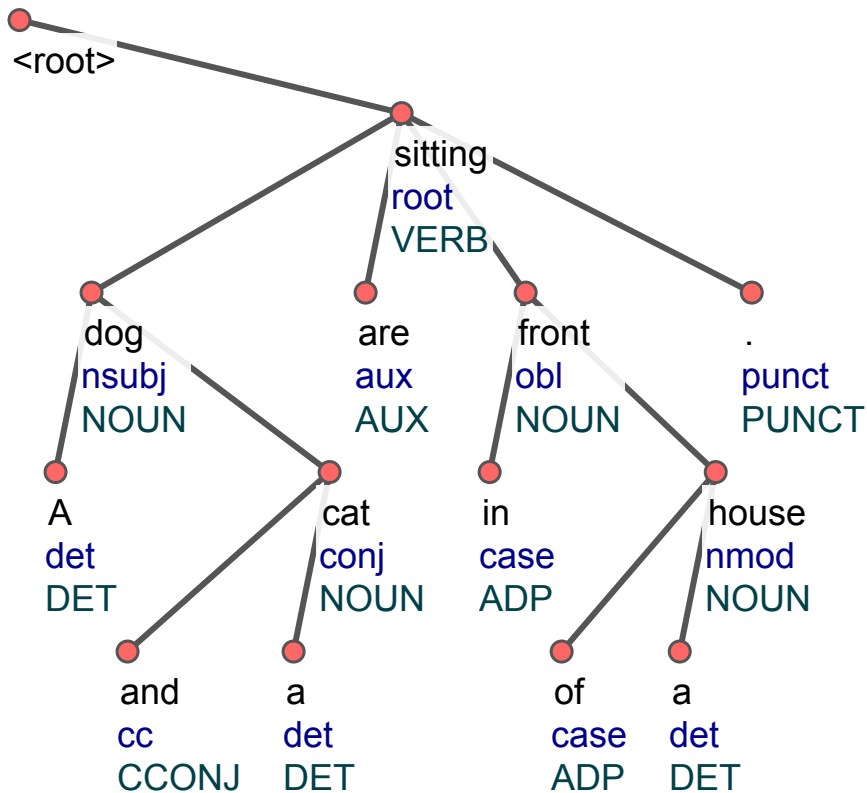 <root>
sitting
root
VERB
dog
nsubj
NOUN
are
aux
AUX
front
obl
NOUN
.
punct
PUNCT
A
det
DET
cat
conj
NOUN
in
case
ADP
house
nmod
NOUN
and
cc
CCONJ
a
det
DET
of
case
ADP
a
det
DET